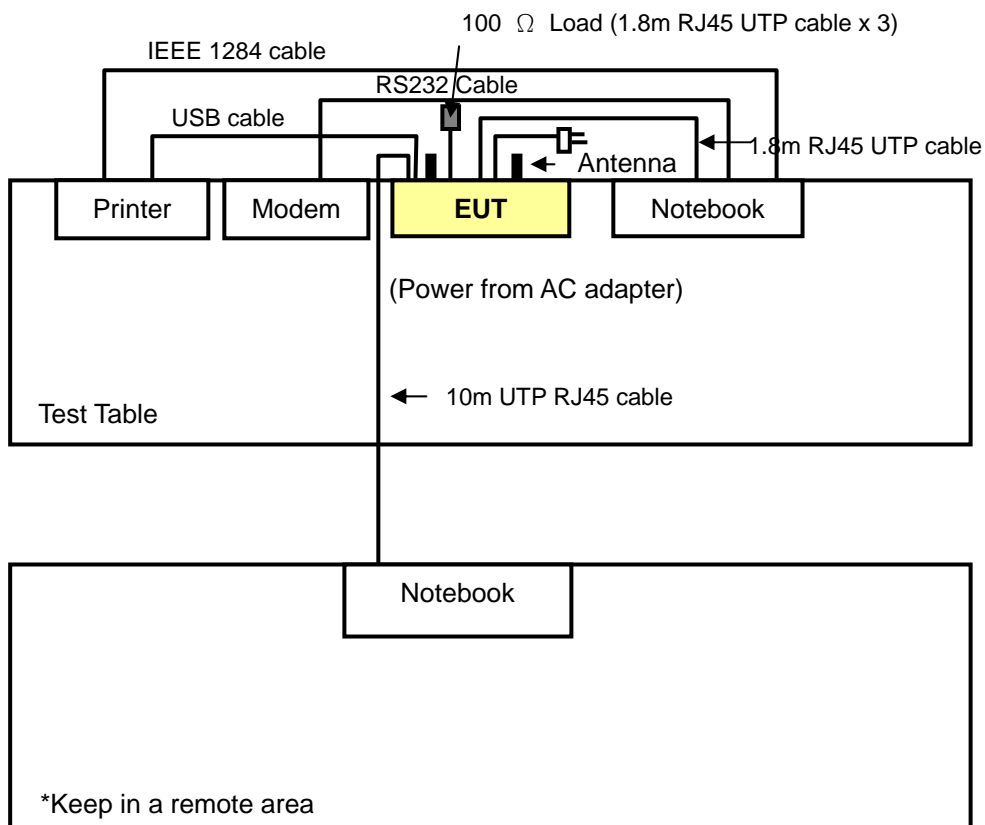 100 Ω Load (1.8m RJ45 UTP cable x 3)
IEEE 1284 cable
RS232 Cable
USB cable
1.8m RJ45 UTP cable
Antenna
Printer
Modem
EUT
Notebook
(Power from AC adapter)
10m UTP RJ45 cable
Test Table
Notebook
*Keep in a remote area